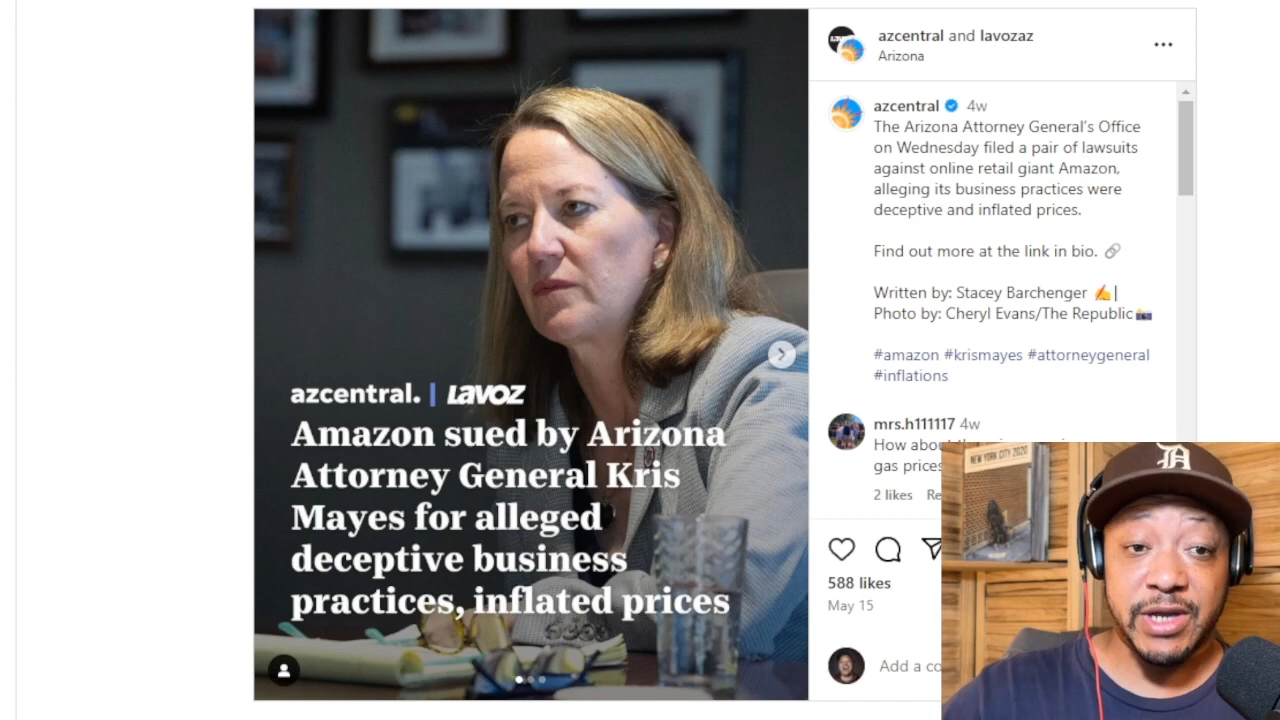 azcentral. | LAVOZ
Amazon sued by Arizona
Attorney General Kris
Mayes for alleged
deceptive business
practices, inflated prices
azcentral and lavozaz
Arizona
azcentral 4w
The Arizona Attorney General’s Office
on Wednesday filed a pair of lawsuits
against online retail giant Amazon,
alleging its business practices were
deceptive and inflated prices.
Find out more at the link in bio. 🔗
Written by: Stacey Barchenger ✍️|
Photo by: Cheryl Evans/The Republic📸
#amazon #krismayes #attorneygeneral
#inflations
mrs.h111117 4w
How about
gas prices
2 likes Re
588 likes
May 15
Add a co
NEW YORK CITY 2020